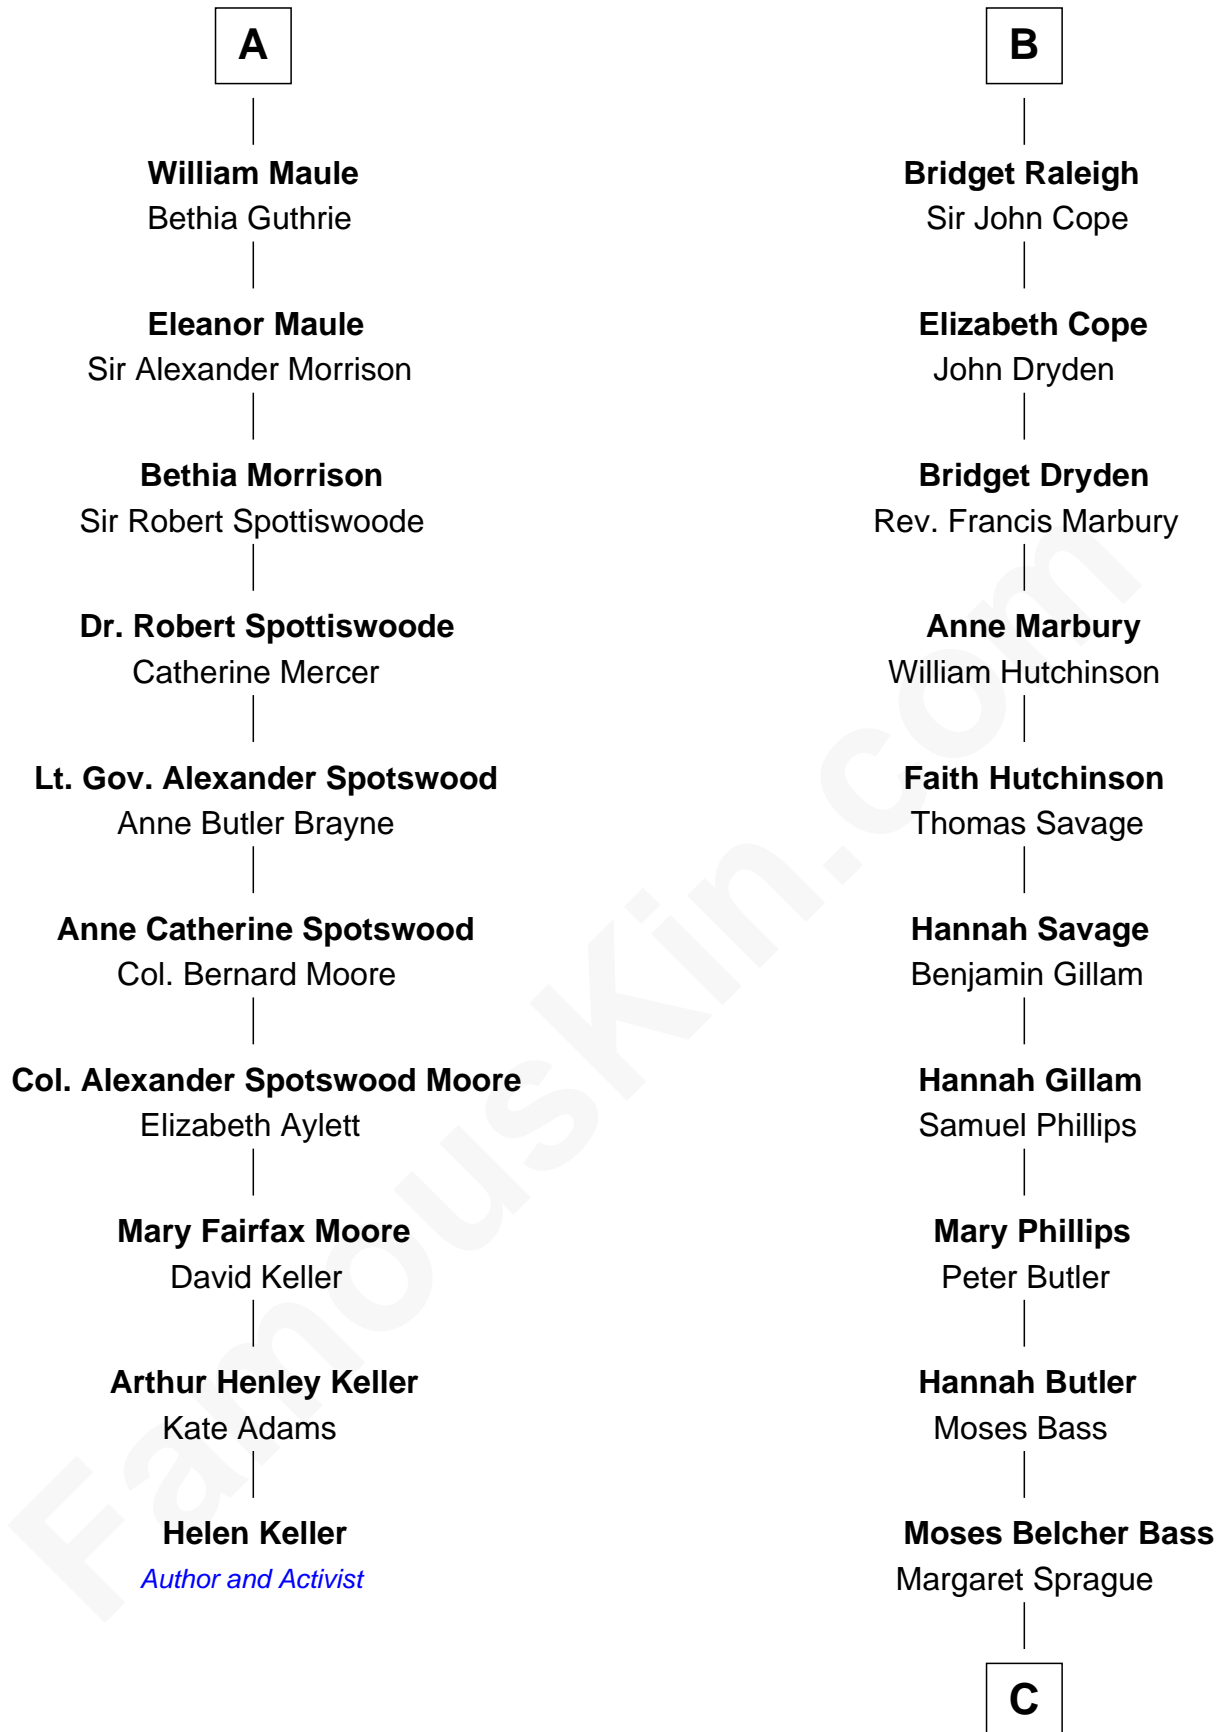 A
William Maule
Bethia Guthrie
Eleanor Maule
Sir Alexander Morrison
Bethia Morrison
Sir Robert Spottiswoode
Dr. Robert Spottiswoode
Catherine Mercer
Lt. Gov. Alexander Spotswood
Anne Butler Brayne
Anne Catherine Spotswood
Col. Bernard Moore
Col. Alexander Spotswood Moore
Elizabeth Aylett
Mary Fairfax Moore
David Keller
Arthur Henley Keller
Kate Adams
Helen Keller
Author and Activist
B
Bridget Raleigh
Sir John Cope
Elizabeth Cope
John Dryden
Bridget Dryden
Rev. Francis Marbury
Anne Marbury
William Hutchinson
Faith Hutchinson
Thomas Savage
Hannah Savage
Benjamin Gillam
Hannah Gillam
Samuel Phillips
Mary Phillips
Peter Butler
Hannah Butler
Moses Bass
Moses Belcher Bass
Margaret Sprague
C
FamousKin.com